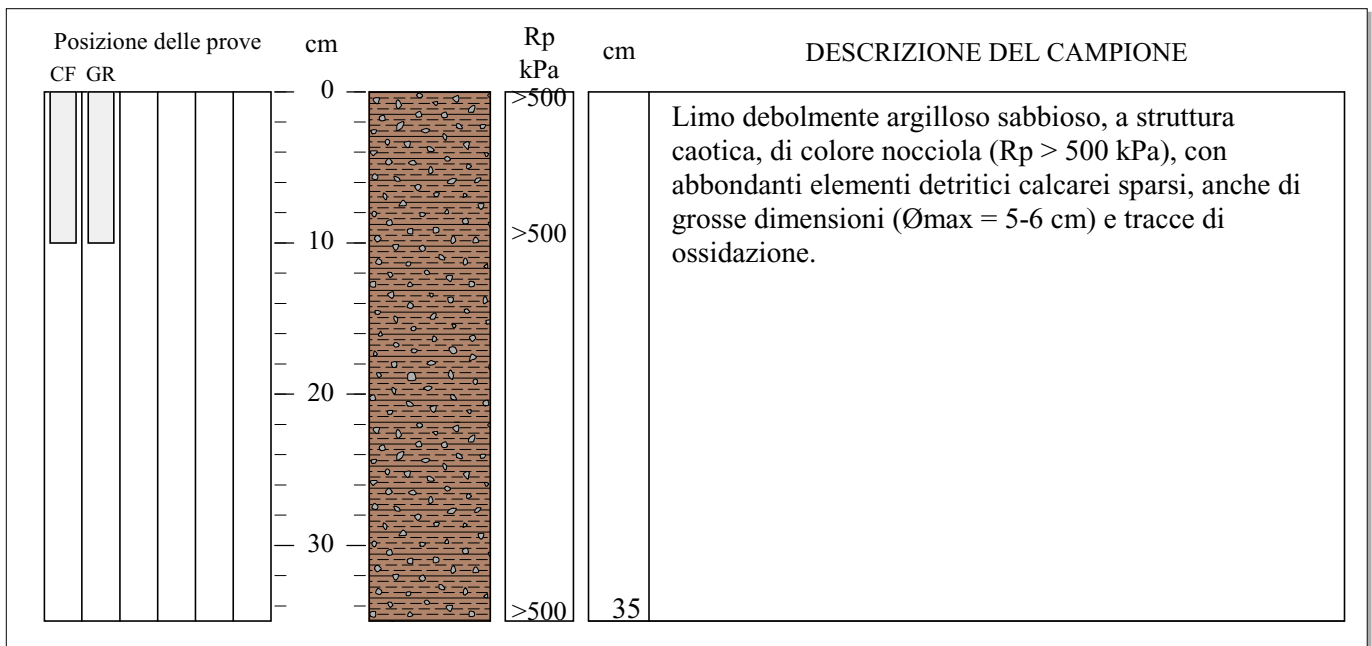 Posizione delle prove
CF GR
cm
Rp
kPa
cm
DESCRIZIONE DEL CAMPIONE
0
10
20
30
>500
>500
>500
35
Limo debolmente argilloso sabbioso, a struttura
caotica, di colore nocciola (Rp > 500 kPa), con
abbondanti elementi detritici calcarei sparsi, anche di
grosse dimensioni (Ømax = 5-6 cm) e tracce di
ossidazione.